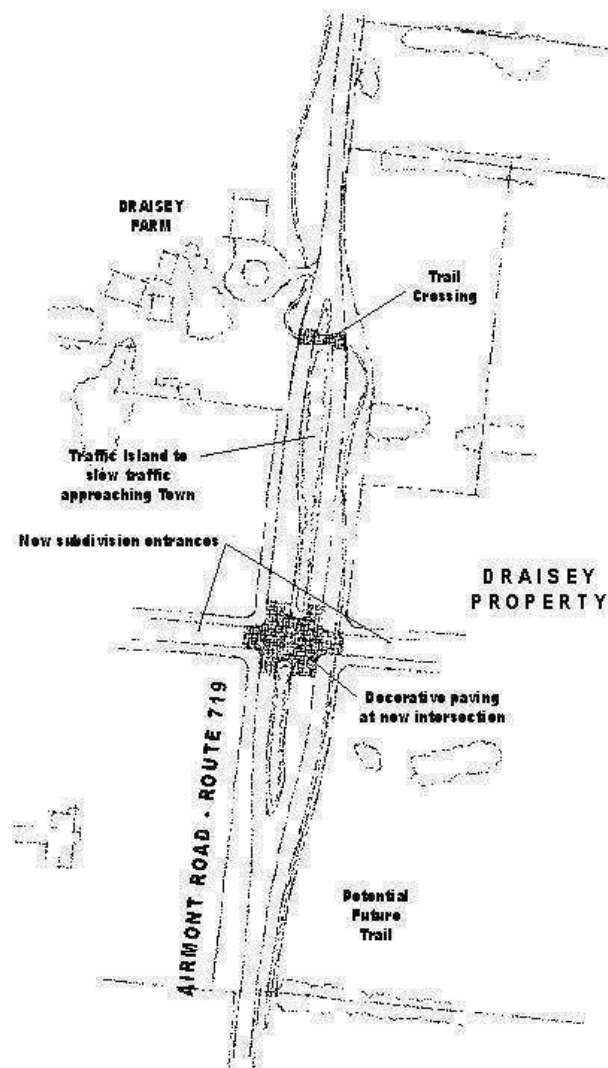 DRAISEY
FARM
Trail
Crossing
Traffic Island to
slow traffic
approaching Town
New subdivision entrances
DRAISEY
PROPERTY
Decorative paving
at new intersection
AIRMONT ROAD - ROUTE 719
Potential
Future
Trail